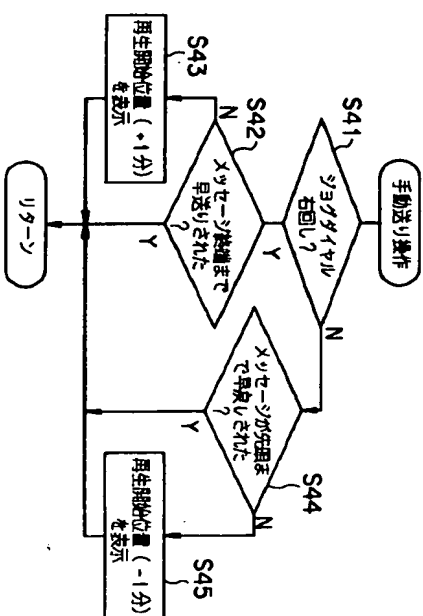 手動送り操作
S41
ジョグダイヤル
右回し?
Y
N
S42
メッセージ終端まで
早送りされた
?
N
Y
S43
再生開始位置(+1分)
を表示
S44
メッセージが先頭ま
で早戻しされた
?
Y
N
S45
再生開始位置(-1分)
を表示
リターン